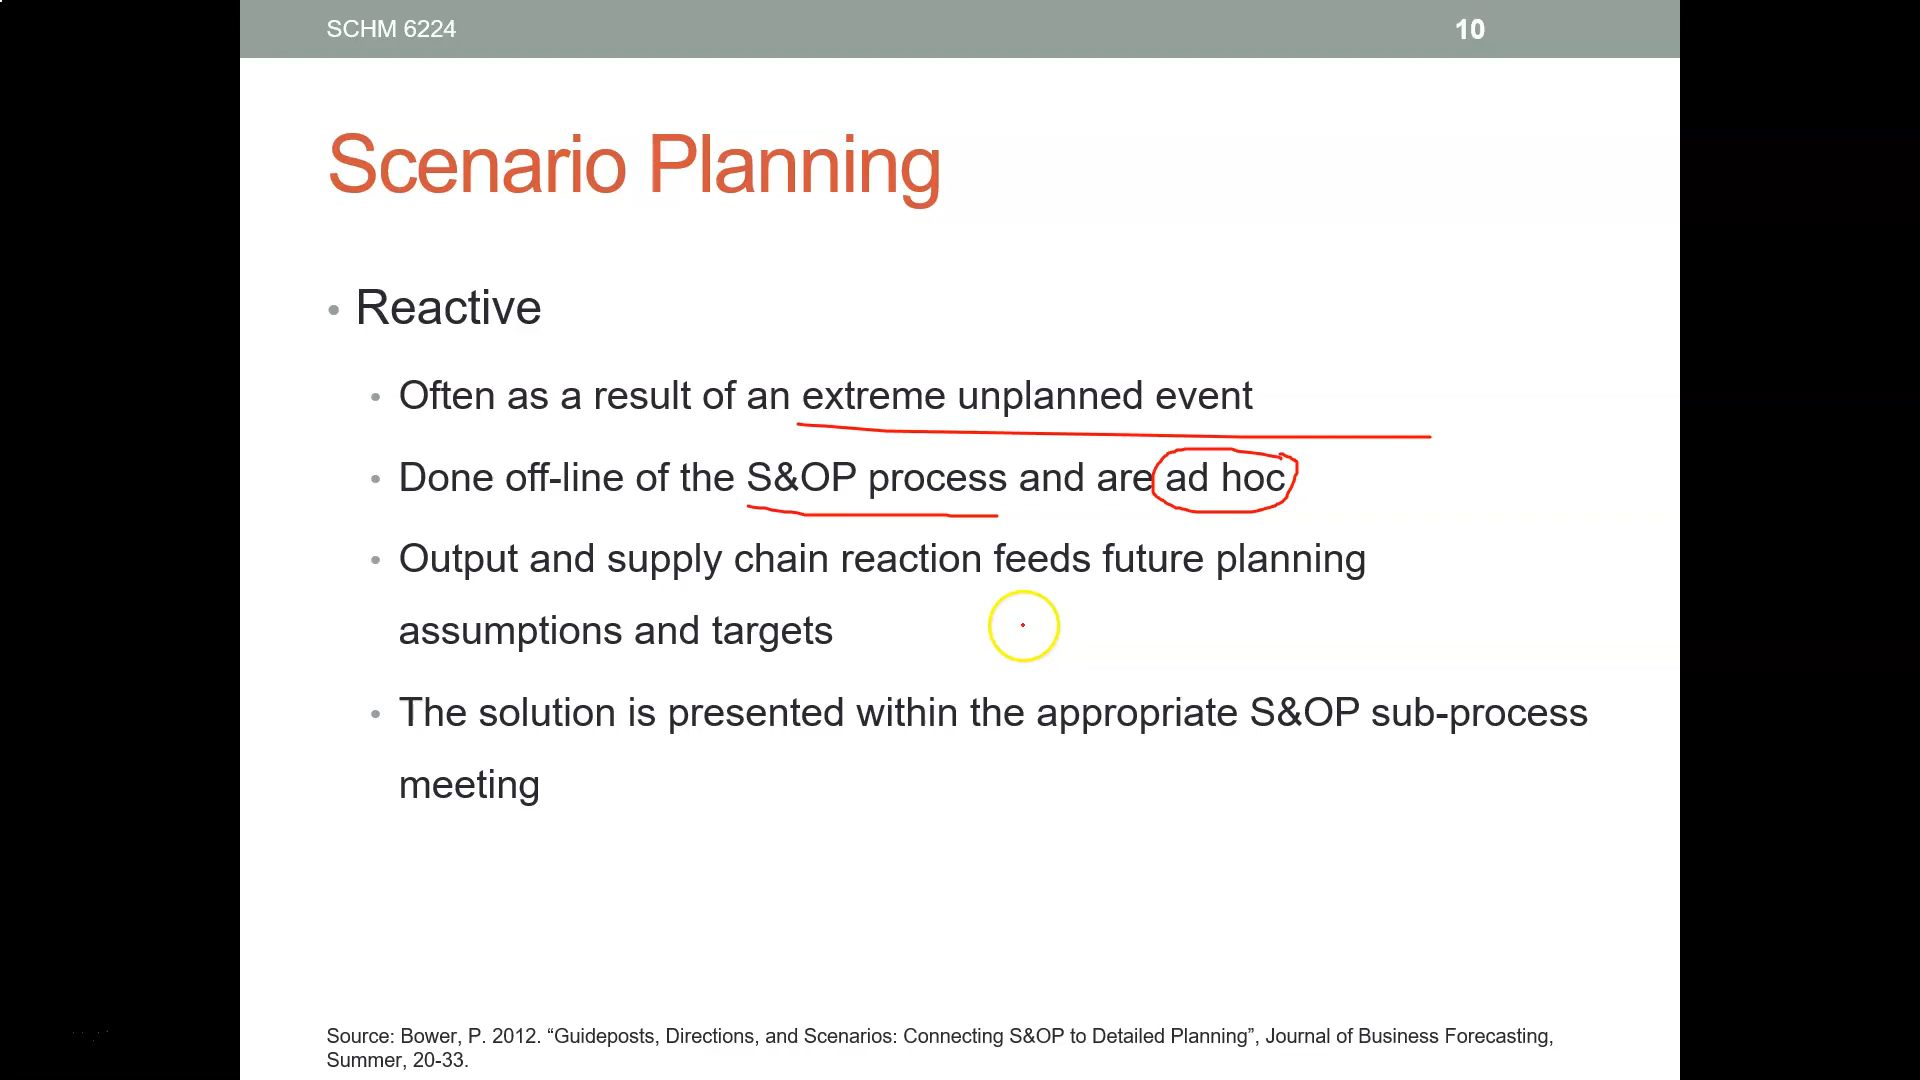 SCHM 6224
10
Scenario Planning
• Reactive
• Often as a result of an extreme unplanned event
• Done off-line of the S&OP process and are ad hoc
• Output and supply chain reaction feeds future planning
assumptions and targets
• The solution is presented within the appropriate S&OP sub-process
meeting
Source: Bower, P. 2012. “Guideposts, Directions, and Scenarios: Connecting S&OP to Detailed Planning”, Journal of Business Forecasting,
Summer, 20-33.